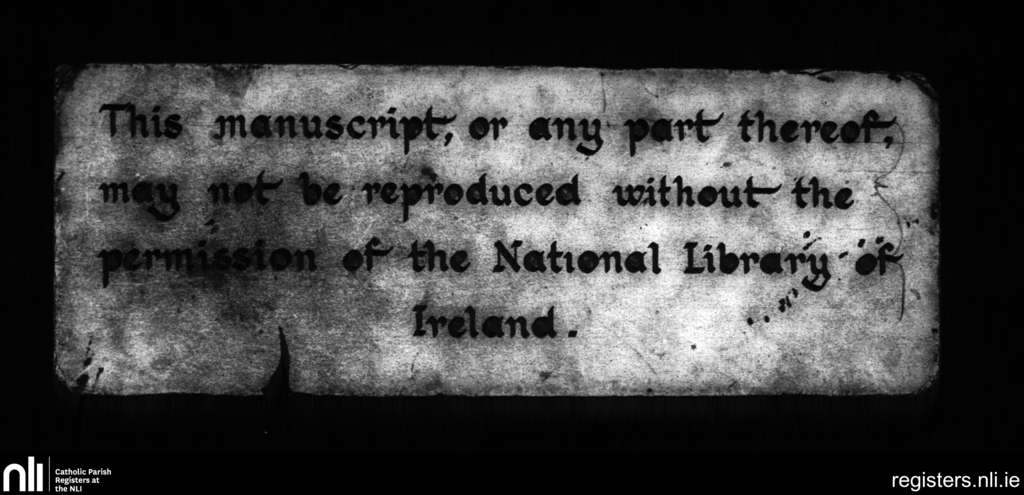 This manuscript, or any part thereof,
may not be reproduced without the
permission of the National Library of
Ireland.
nli
Catholic Parish
Registers at
the NLI
registers.nli.ie